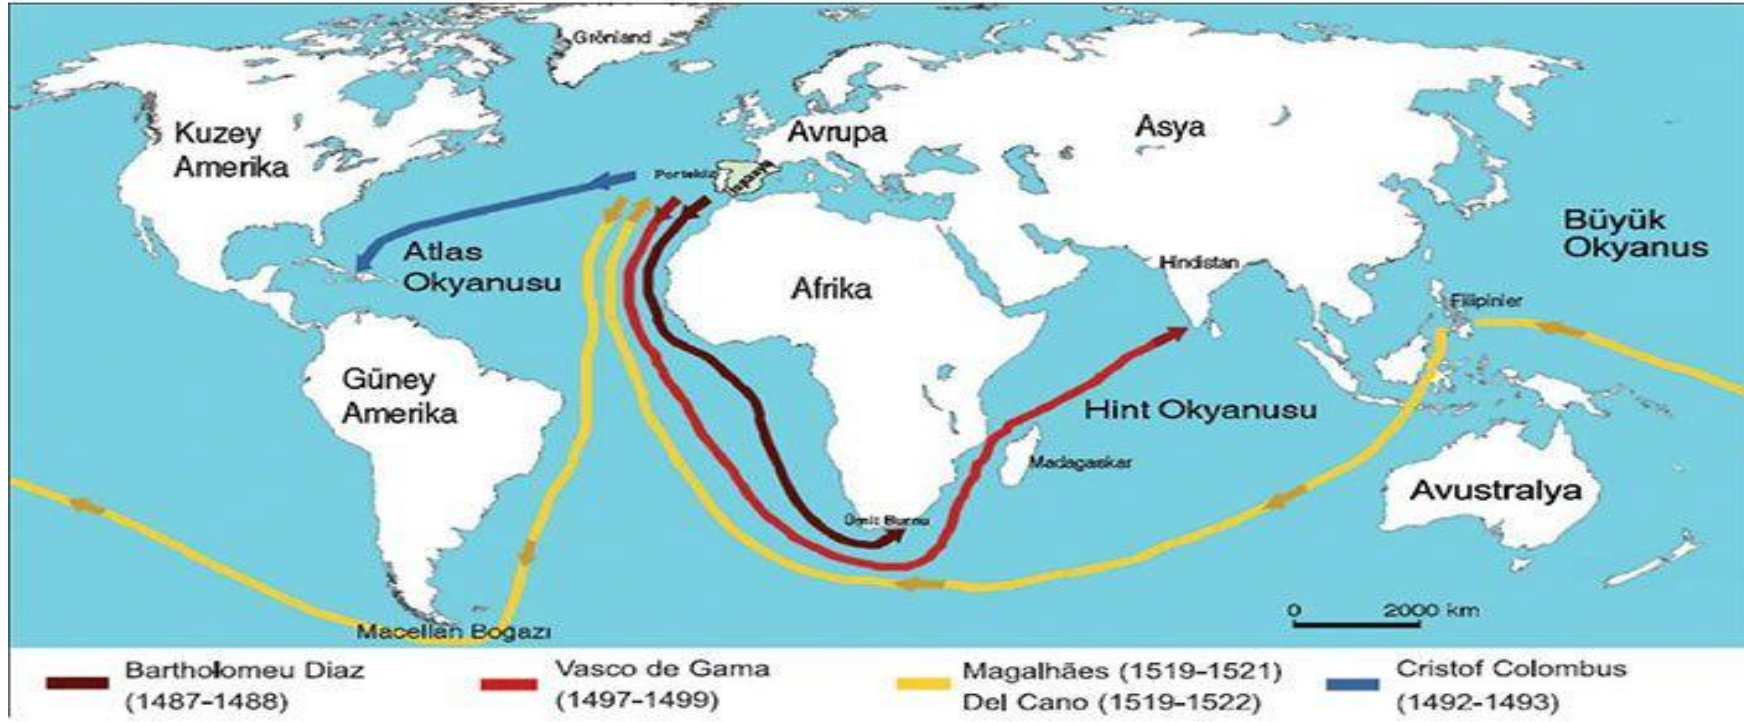 Grönland
Kuzey
Amerika
Avrupa
Asya
Portekiz
İspanya
Büyük
Okyanus
Atlas
Okyanusu
Hindistan
Afrika
Filipinler
Güney
Amerika
Hint Okyanusu
Madagaskar
Avustralya
Ümit Burnu
0 2000 km
Macellan Boğazı
Bartholomeu Diaz
(1487-1488)
Vasco de Gama
(1497-1499)
Magalhães (1519-1521)
Del Cano (1519-1522)
Cristof Colombus
(1492-1493)